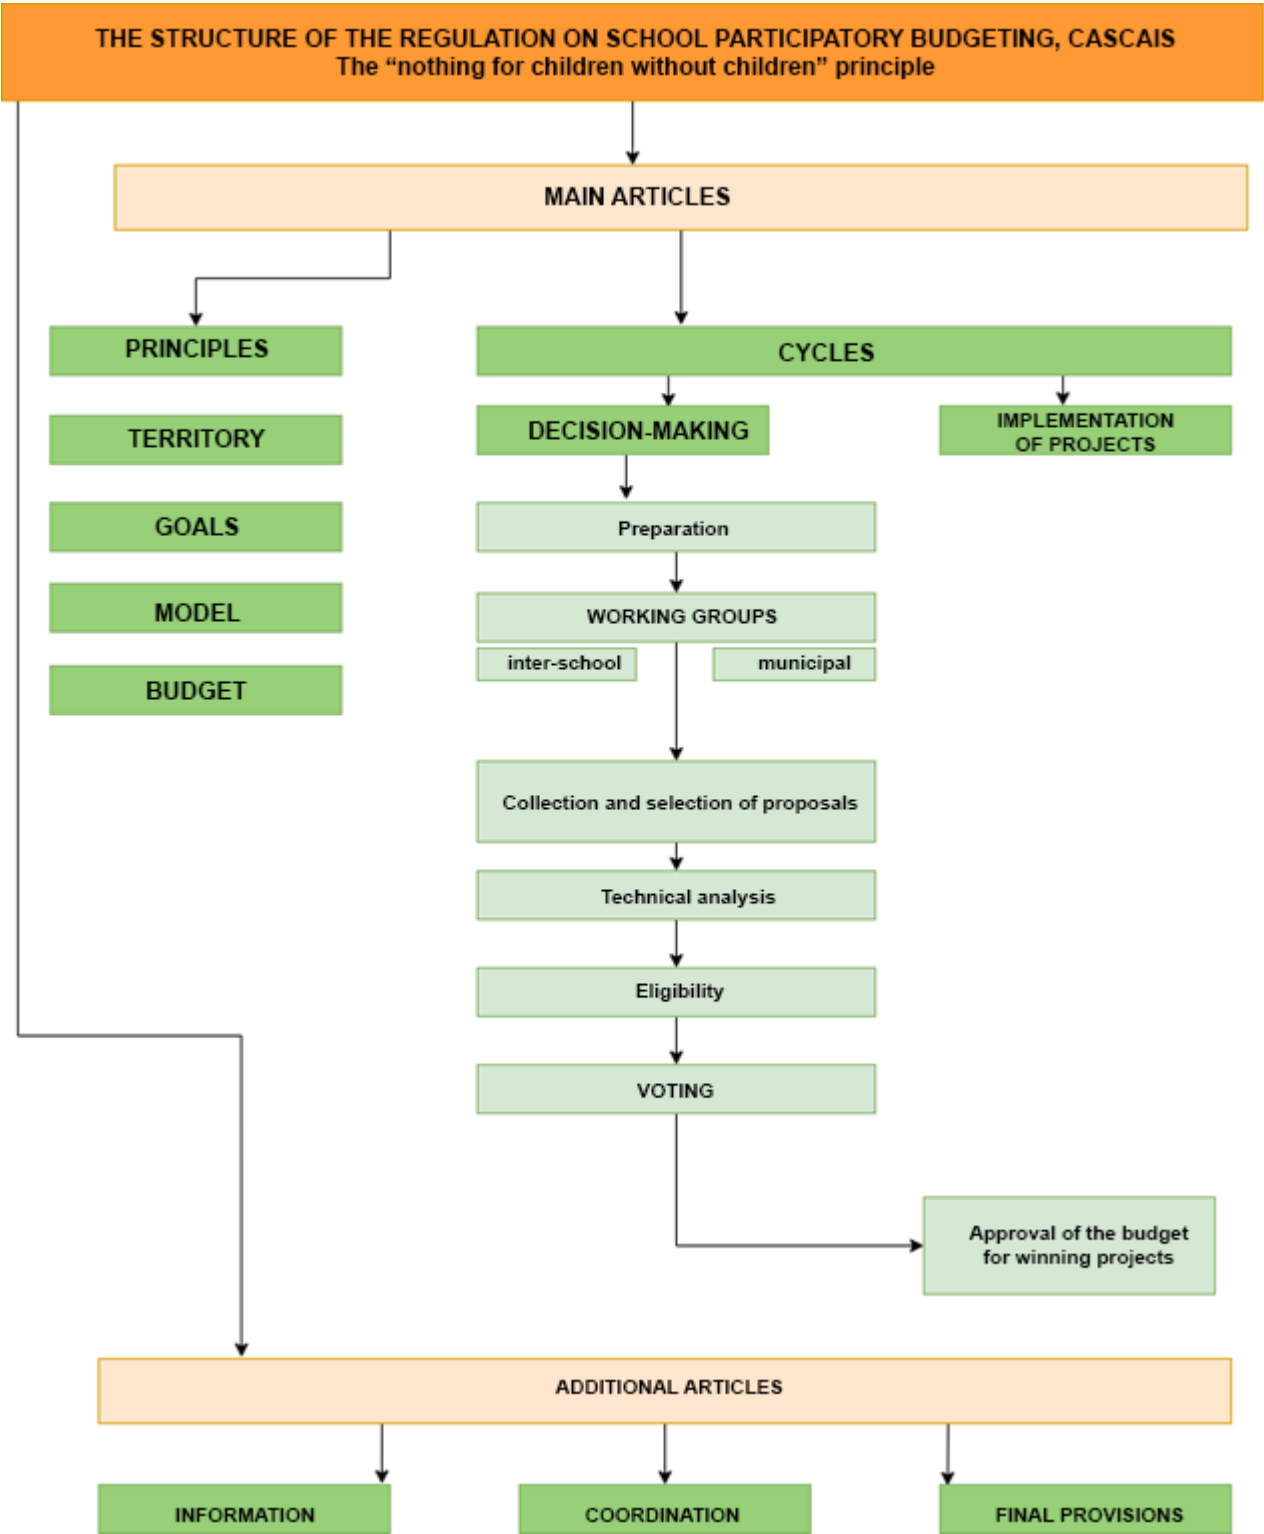 THE STRUCTURE OF THE REGULATION ON SCHOOL PARTICIPATORY BUDGETING, CASCAIS
The “nothing for children without children” principle
MAIN ARTICLES
PRINCIPLES
TERRITORY
GOALS
MODEL
BUDGET
CYCLES
DECISION-MAKING
IMPLEMENTATION
OF PROJECTS
Preparation
WORKING GROUPS
inter-school
municipal
Collection and selection of proposals
Technical analysis
Eligibility
VOTING
Approval of the budget
for winning projects
ADDITIONAL ARTICLES
INFORMATION
COORDINATION
FINAL PROVISIONS